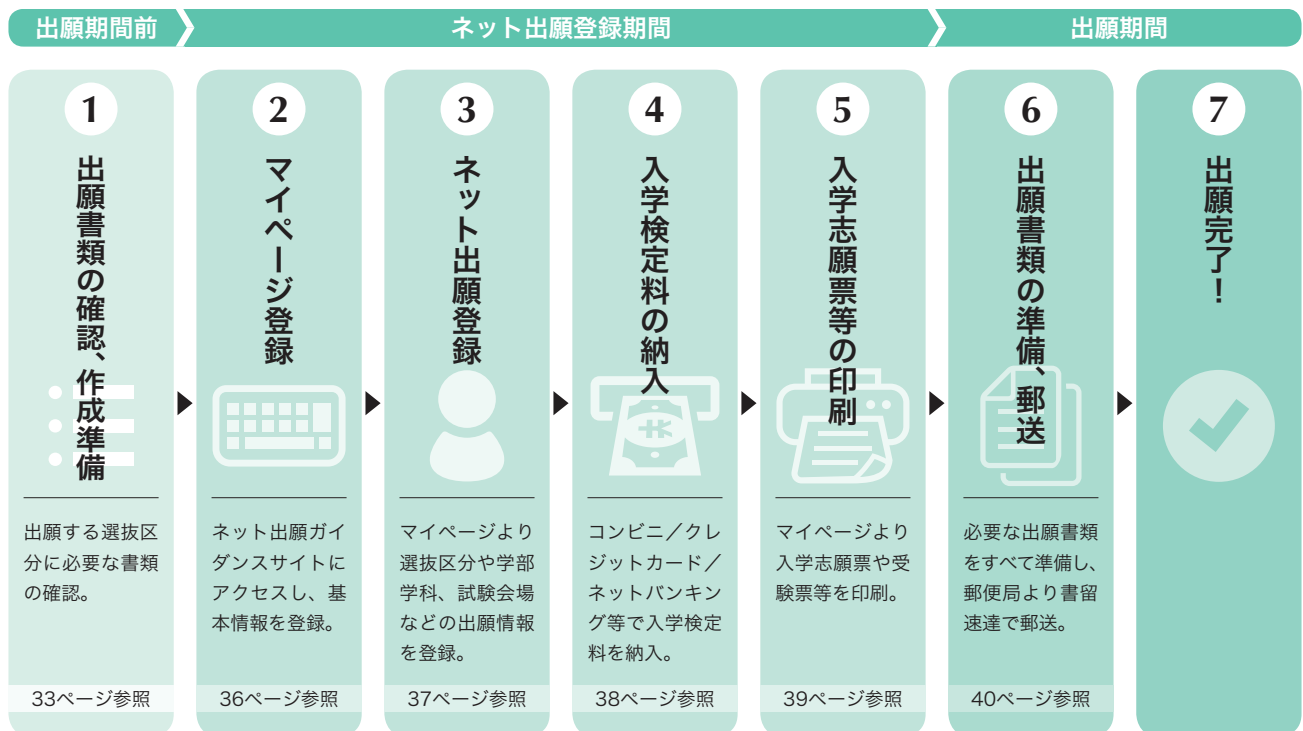 出願期間前
ネット出願登録期間
出願期間
1
出願書類の確認、作成準備
出願する選抜区
分に必要な書類
の確認。
33ページ参照
2
マイページ登録
ネット出願ガイ
ダンスサイトに
アクセスし、基
本情報を登録。
36ページ参照
3
ネット出願登録
マイページより
選抜区分や学部
学科、試験会場
などの出願情報
を登録。
37ページ参照
4
入学検定料の納入
コンビニ／クレ
ジットカード／
ネットバンキン
グ等で入学検定
料を納入。
38ページ参照
5
入学志願票等の印刷
マイページより
入学志願票や受
験票等を印刷。
39ページ参照
6
出願書類の準備、郵送
必要な出願書類
をすべて準備し、
郵便局より書留
速達で郵送。
40ページ参照
7
出願完了！